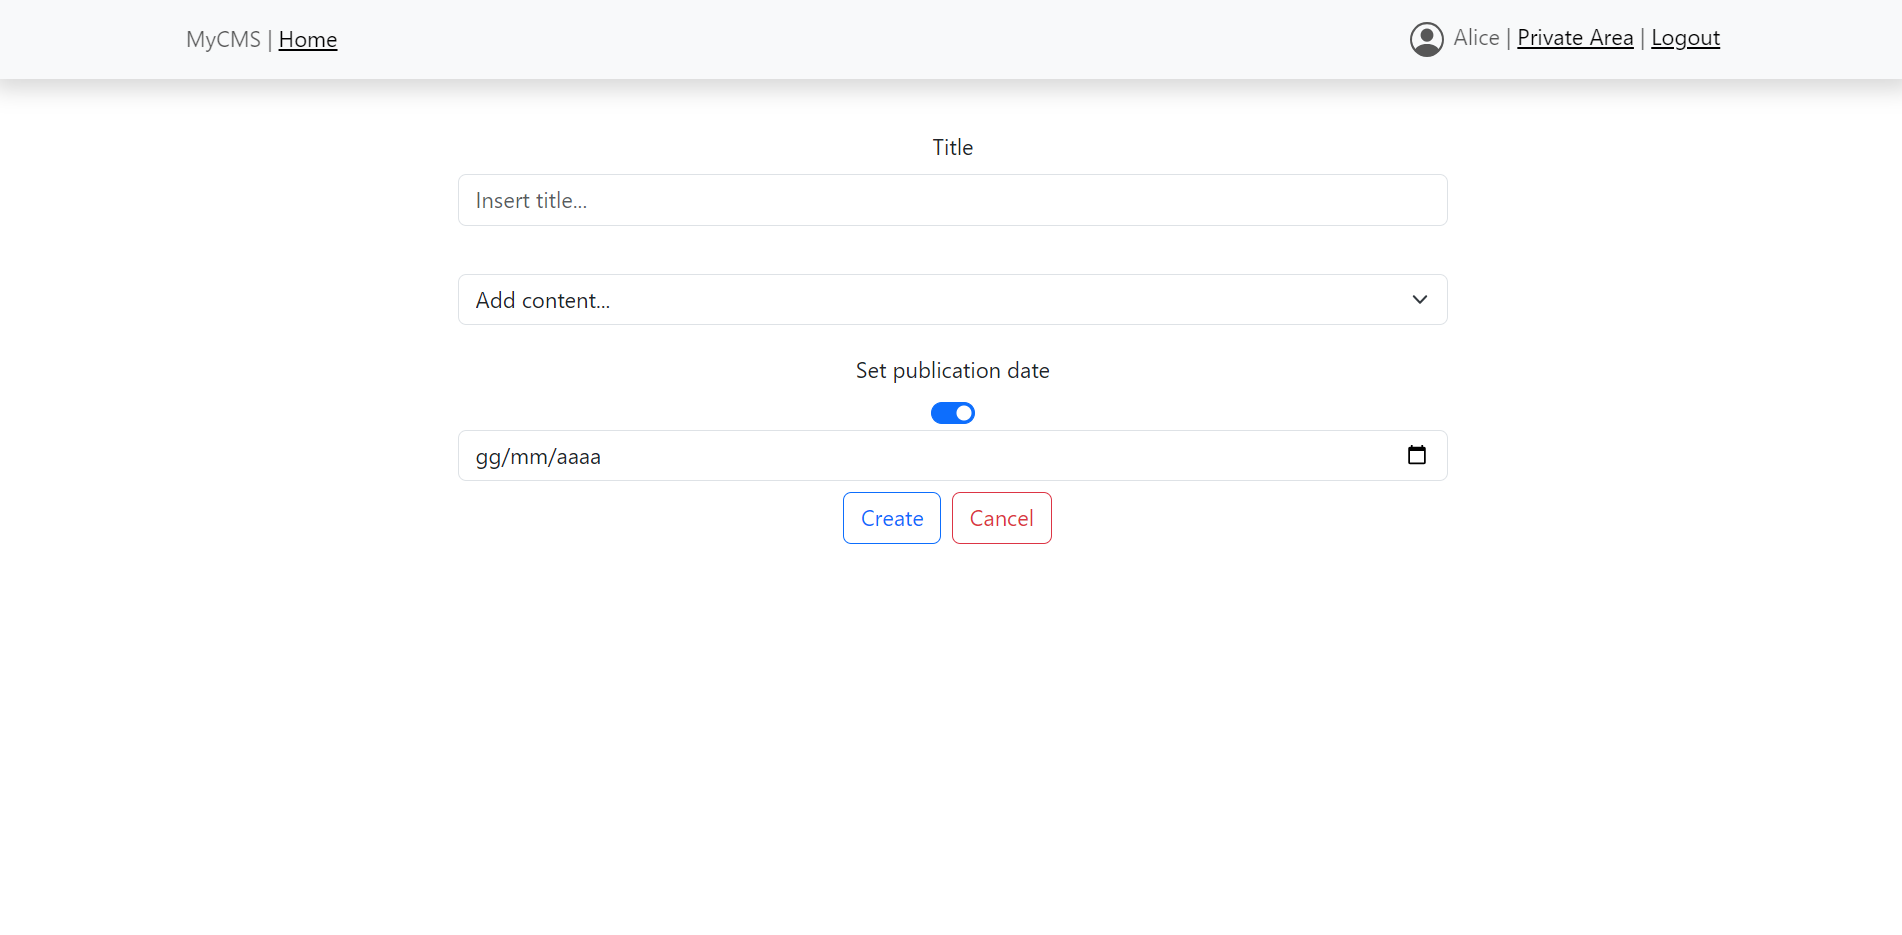 MyCMS | Home
Alice | Private Area | Logout
Title
Insert title...
Add content...
Set publication date
gg/mm/aaaa
Create
Cancel